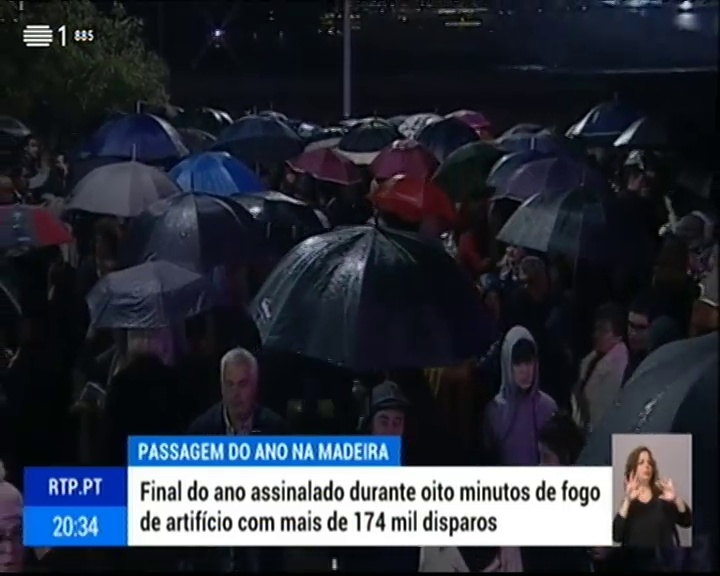 1 885
PASSAGEM DO ANO NA MADEIRA
RTP.PT
20:34
Final do ano assinalado durante oito minutos de fogo
de artifício com mais de 174 mil disparos